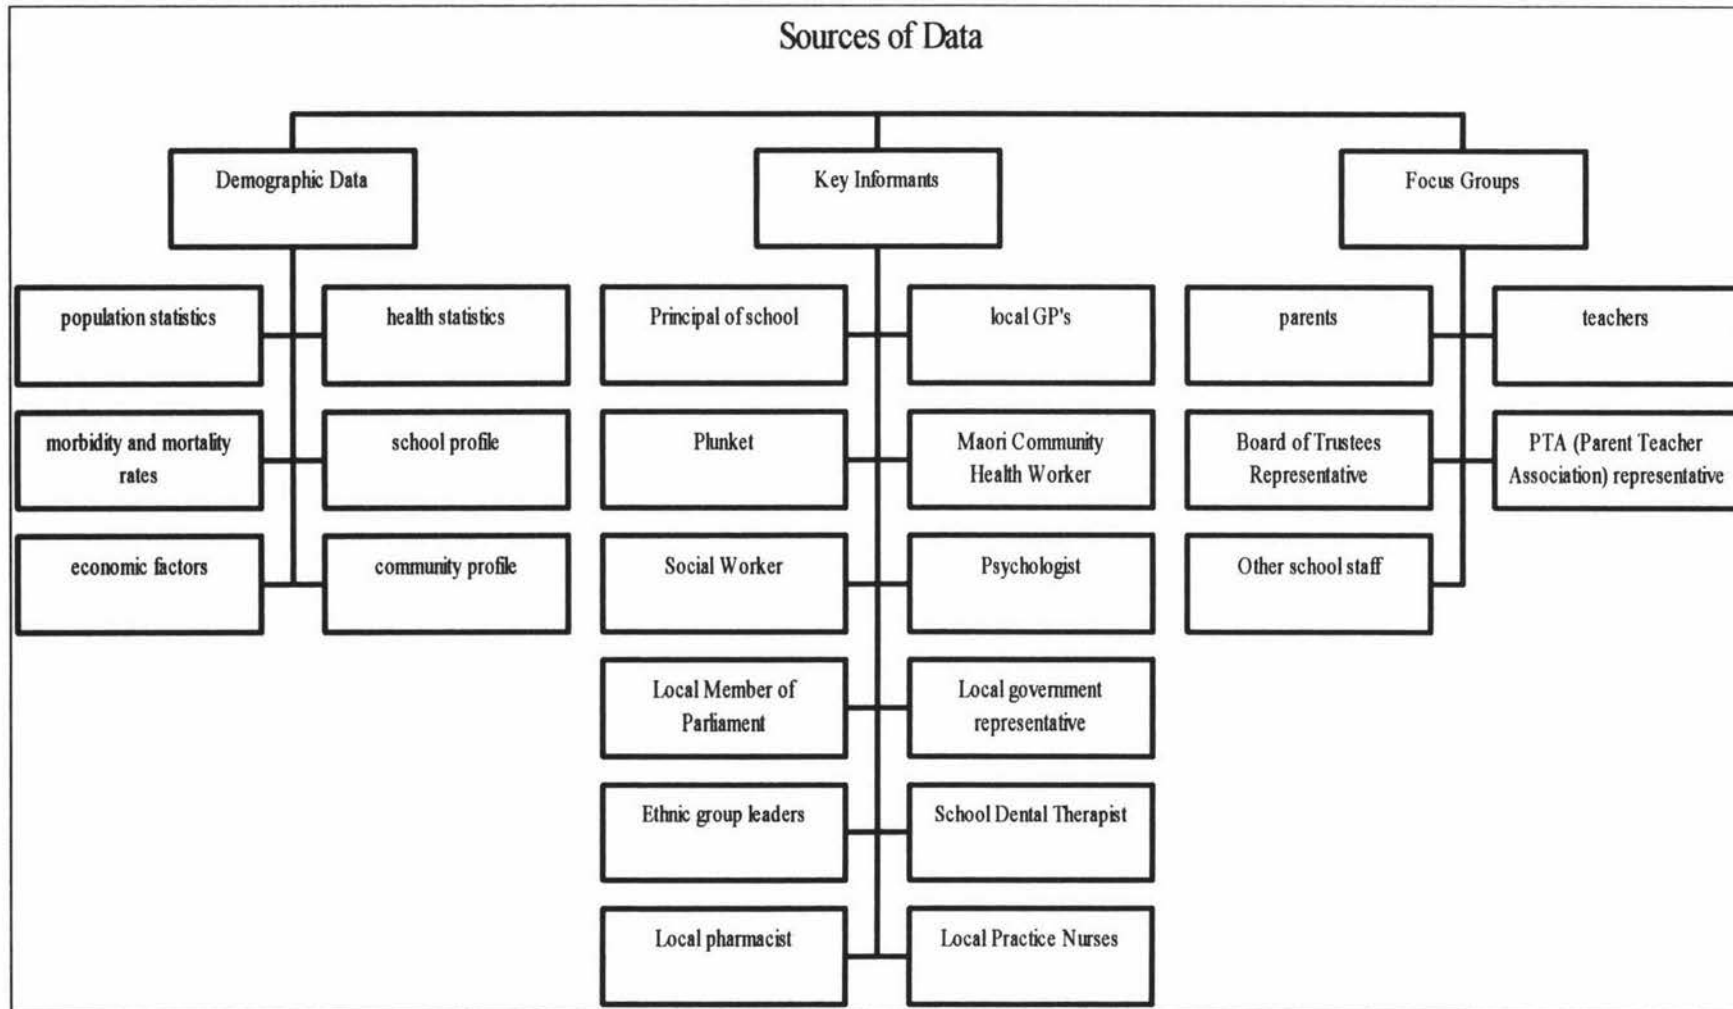 Sources of Data
Demographic Data
Key Informants
Focus Groups
population statistics
health statistics
Principal of school
local GP's
parents
teachers
morbidity and mortality
rates
school profile
Plunket
Maori Community
Health Worker
Board of Trustees
Representative
PTA (Parent Teacher
Association) representative
economic factors
community profile
Social Worker
Psychologist
Other school staff
Local Member of
Parliament
Local government
representative
Ethnic group leaders
School Dental Therapist
Local pharmacist
Local Practice Nurses